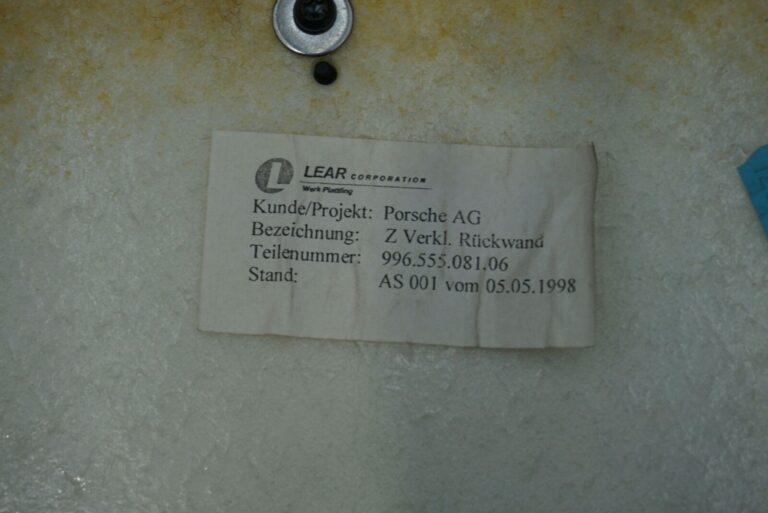 LEAR CORPORATION
Werk Plattling
Kunde/Projekt: Porsche AG
Bezeichnung: Z Verkl. Rückwand
Teilenummer: 996.555.081.06
Stand: AS 001 vom 05.05.1998